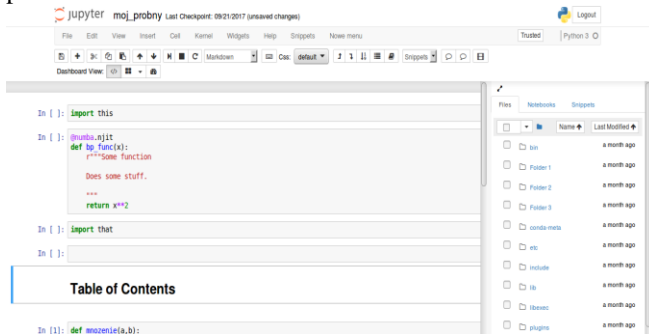 jupyter moj_probny Last Checkpoint: 09/21/2017 (unsaved changes)
Logout
File Edit View Insert Cell Kernel Widgets Help Snippets Nowe menu
Trusted
Python 3
Markdown
Css:
default
Snippets
Dashboard View:
Files Notebooks Snippets
Name Last Modified
In [ ]: import this
In [ ]: @numba.njit
def bp_func(x):
r"""Some function
Does some stuff.
"""
return x**2
In [ ]: import that
In [ ]:
Table of Contents
In [1]: def mnozenie(a,b):
bin a month ago
Folder 1 a month ago
Folder 2 a month ago
Folder 3 a month ago
conda-meta a month ago
etc a month ago
include a month ago
lib a month ago
libexec a month ago
plugins a month ago